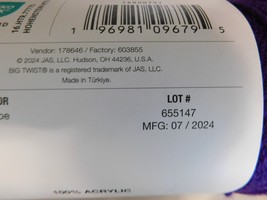 1 96981 09679 5
Vendor: 178646 / Factory: 603855
© 2024 JAS, LLC. Hudson, OH 44236, U.S.A.
BIG TWIST® is a registered trademark of JAS, LLC.
Made in Türkiye.
LOT #
655147
MFG: 07 / 2024
100% ACRYLIC